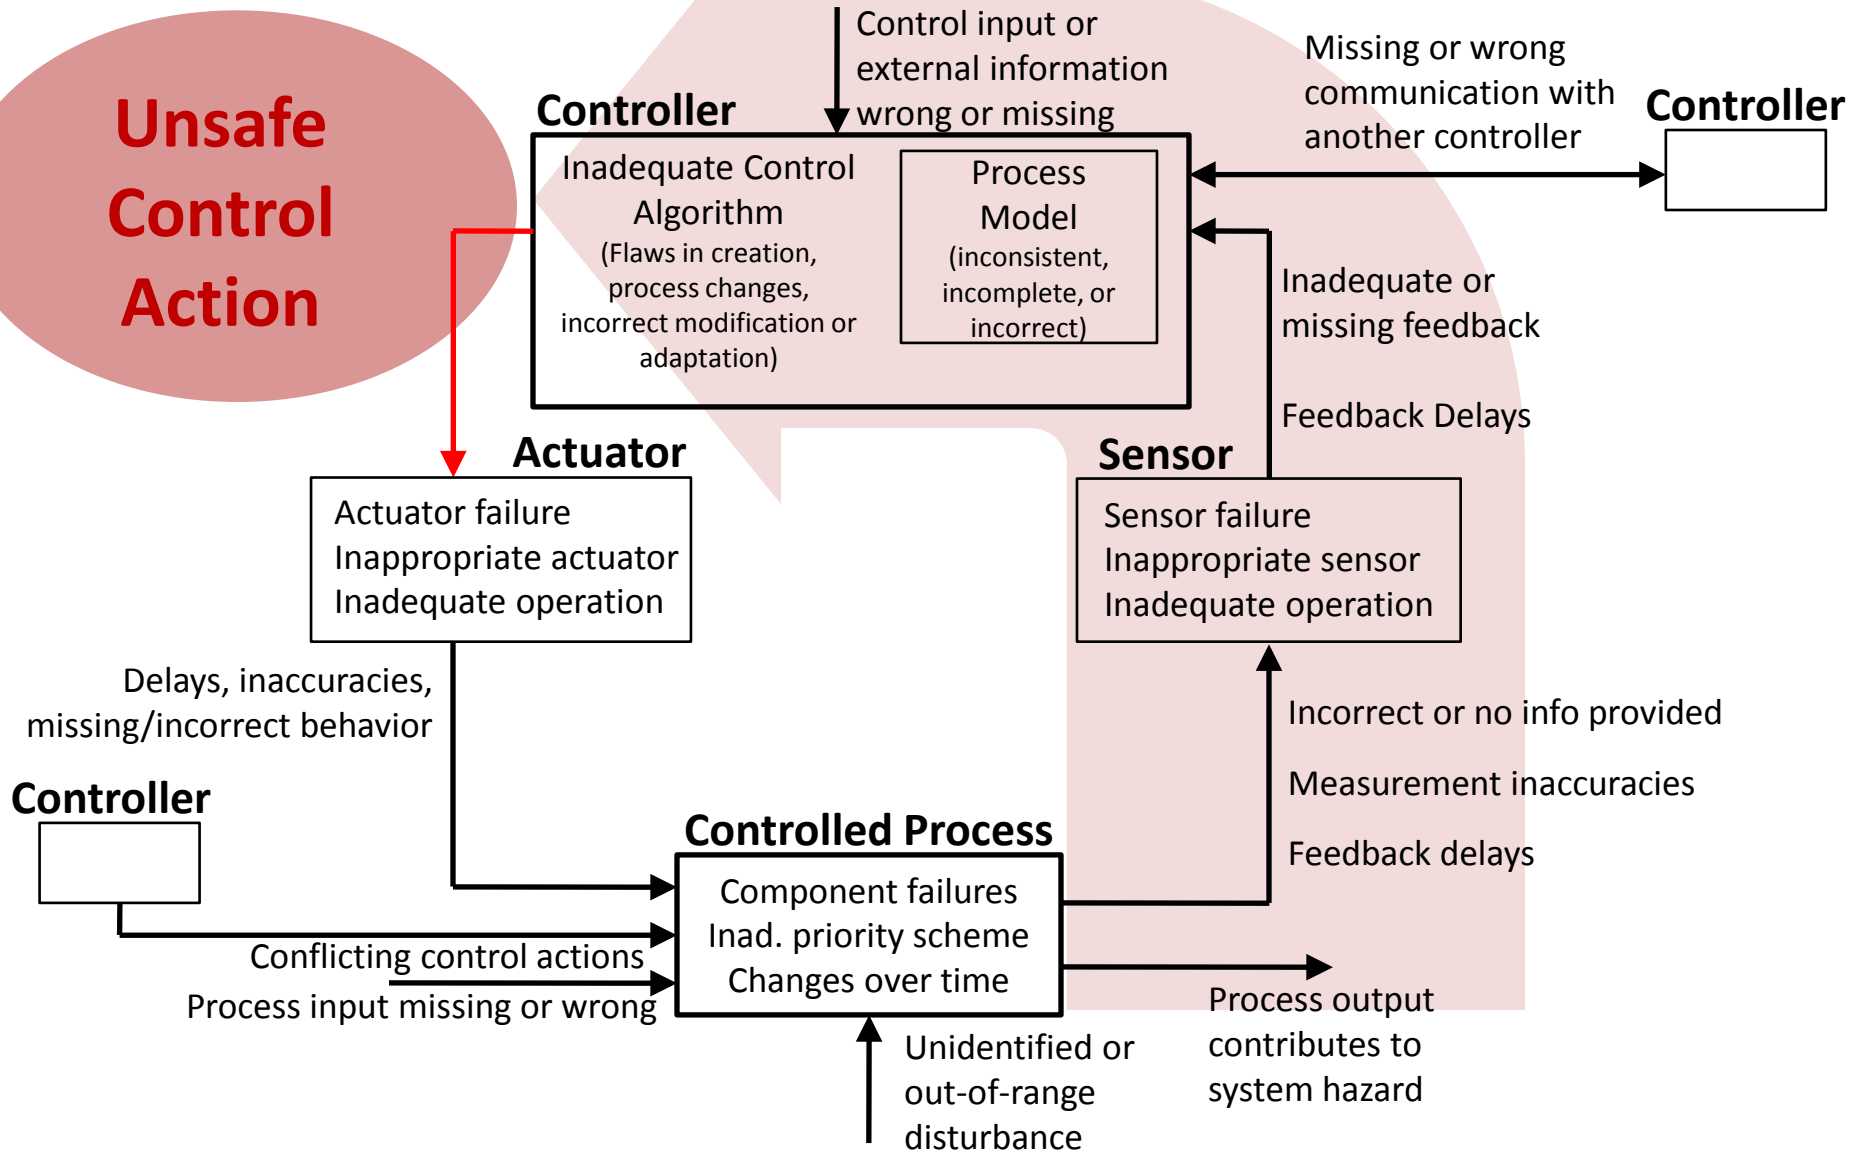 Unsafe
Control
Action
Control input or
external information
wrong or missing
Missing or wrong
communication with
another controller
Controller
Controller
Inadequate Control
Algorithm
(Flaws in creation,
process changes,
incorrect modification or
adaptation)
Process
Model
(inconsistent,
incomplete, or
incorrect)
Inadequate or
missing feedback
Feedback Delays
Actuator
Actuator failure
Inappropriate actuator
Inadequate operation
Sensor
Sensor failure
Inappropriate sensor
Inadequate operation
Delays, inaccuracies,
missing/incorrect behavior
Incorrect or no info provided
Measurement inaccuracies
Feedback delays
Controller
Controlled Process
Component failures
Inad. priority scheme
Changes over time
Conflicting control actions
Process input missing or wrong
Process output
contributes to
system hazard
Unidentified or
out-of-range
disturbance